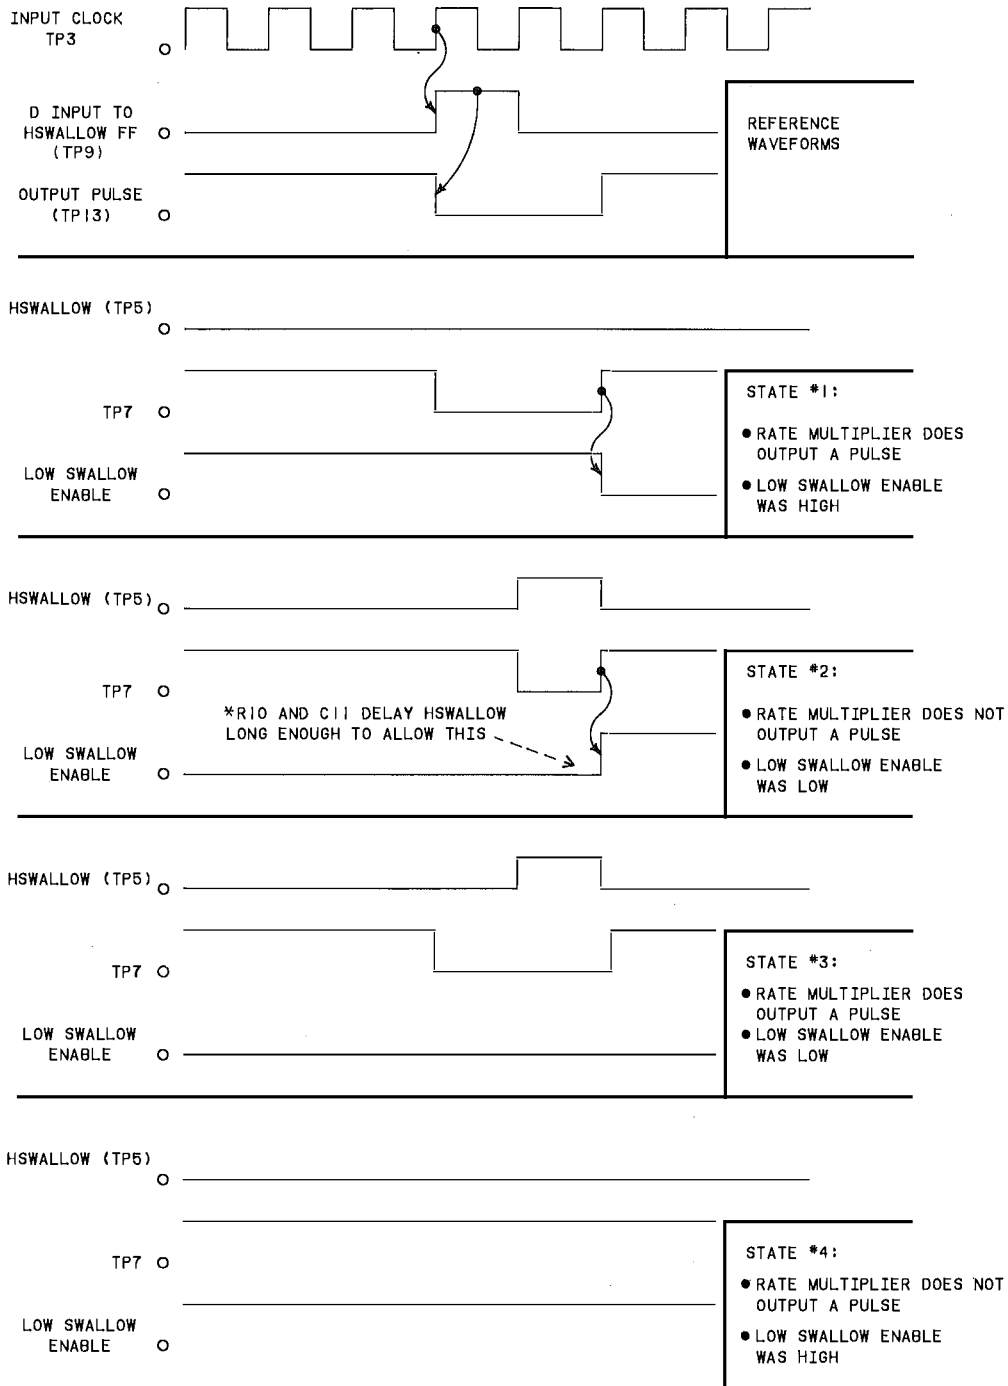 INPUT CLOCK
TP3
D INPUT TO
HSWALLOW FF
(TP9)
OUTPUT PULSE
(TP13)
REFERENCE
WAVEFORMS
HSWALLOW (TP5)
TP7
LOW SWALLOW
ENABLE
STATE #1:
● RATE MULTIPLIER DOES
OUTPUT A PULSE
● LOW SWALLOW ENABLE
WAS HIGH
HSWALLOW (TP5)
TP7
*R10 AND C11 DELAY HSWALLOW
LONG ENOUGH TO ALLOW THIS
LOW SWALLOW
ENABLE
STATE #2:
● RATE MULTIPLIER DOES NOT
OUTPUT A PULSE
● LOW SWALLOW ENABLE
WAS LOW
HSWALLOW (TP5)
TP7
LOW SWALLOW
ENABLE
STATE #3:
● RATE MULTIPLIER DOES
OUTPUT A PULSE
● LOW SWALLOW ENABLE
WAS LOW
HSWALLOW (TP5)
TP7
LOW SWALLOW
ENABLE
STATE #4:
● RATE MULTIPLIER DOES NOT
OUTPUT A PULSE
● LOW SWALLOW ENABLE
WAS HIGH